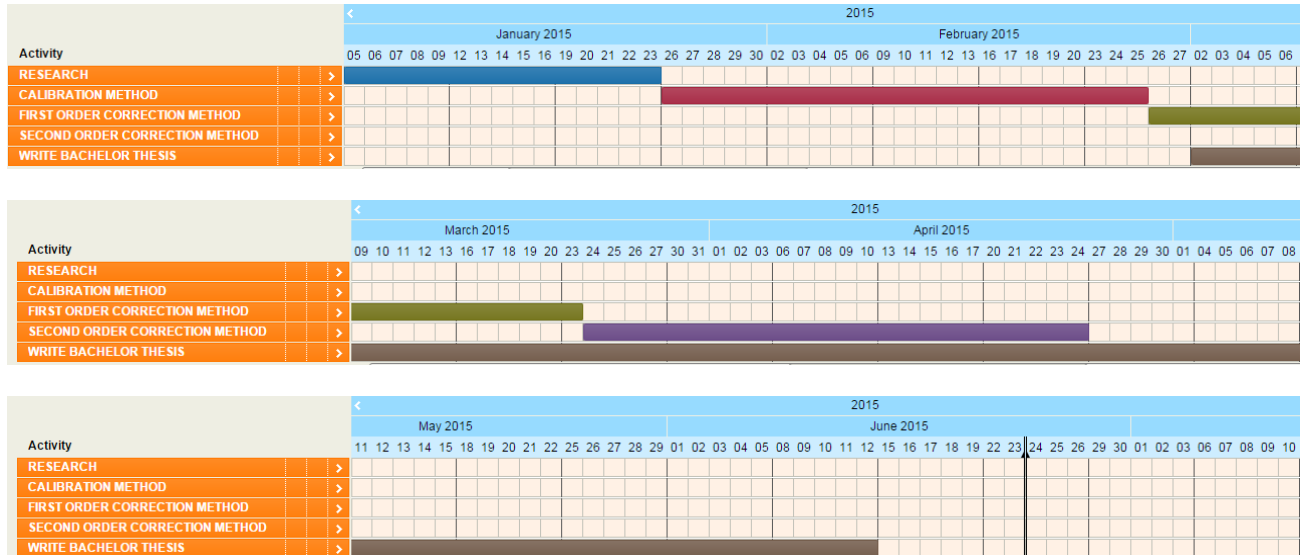 2015
January 2015 February 2015
Activity 05 06 07 08 09 12 13 14 15 16 19 20 21 22 23 26 27 28 29 30 02 03 04 05 06 09 10 11 12 13 16 17 18 19 20 23 24 25 26 27 02 03 04 05 06
RESEARCH
CALIBRATION METHOD
FIRST ORDER CORRECTION METHOD
SECOND ORDER CORRECTION METHOD
WRITE BACHELOR THESIS
2015
March 2015 April 2015
Activity 09 10 11 12 13 16 17 18 19 20 23 24 25 26 27 30 31 01 02 03 06 07 08 09 10 13 14 15 16 17 20 21 22 23 24 27 28 29 30 01 04 05 06 07 08
RESEARCH
CALIBRATION METHOD
FIRST ORDER CORRECTION METHOD
SECOND ORDER CORRECTION METHOD
WRITE BACHELOR THESIS
2015
May 2015 June 2015
Activity 11 12 13 14 15 18 19 20 21 22 25 26 27 28 29 01 02 03 04 05 08 09 10 11 12 15 16 17 18 19 22 23 24 25 26 29 30 01 02 03 06 07 08 09 10
RESEARCH
CALIBRATION METHOD
FIRST ORDER CORRECTION METHOD
SECOND ORDER CORRECTION METHOD
WRITE BACHELOR THESIS